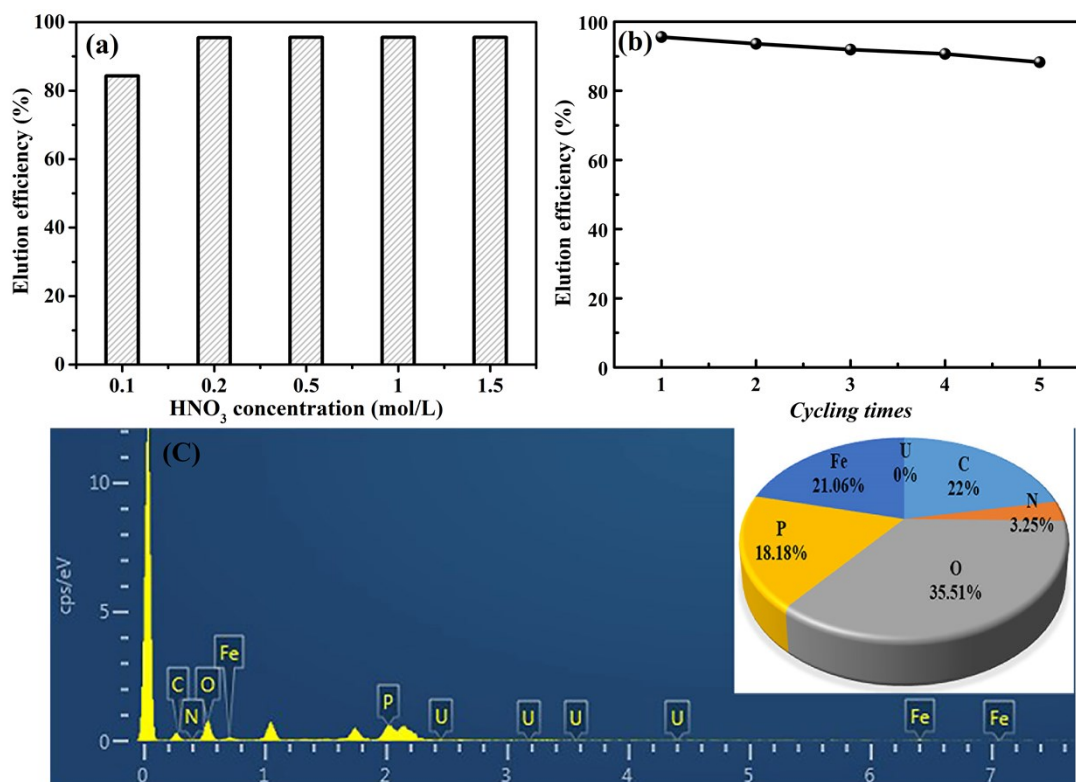 (a)
Elution efficiency (%)
100
80
60
40
20
0
0.1 0.2 0.5 1 1.5
HNO3 concentration (mol/L)
(b)
Elution efficiency (%)
100
80
60
40
20
0
1 2 3 4 5
Cycling times
(C)
cps/eV
10
5
0
C
N
O
Fe
P
U
U
U
U
Fe
Fe
0 1 2 3 4 5 6 7
U
0%
C
22%
N
3.25%
O
35.51%
P
18.18%
Fe
21.06%